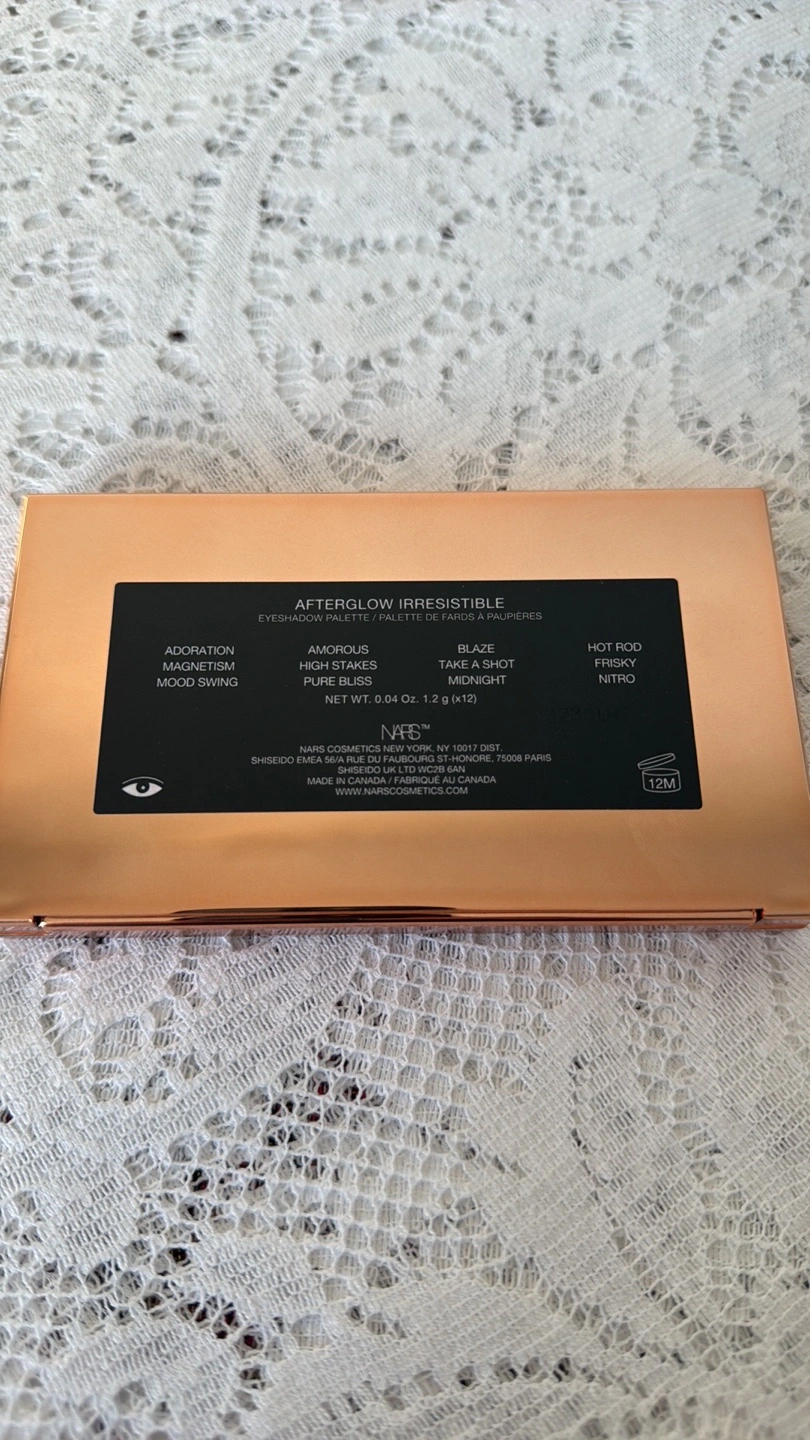 AFTERGLOW IRRESISTIBLE
EYESHADOW PALETTE / PALETTE DE FARDS À PAUPIÈRES
ADORATION AMOROUS BLAZE HOT ROD
MAGNETISM HIGH STAKES TAKE A SHOT FRISKY
MOOD SWING PURE BLISS MIDNIGHT NITRO
NET WT. 0.04 Oz. 1.2 g (x12)
NARS™
NARS COSMETICS NEW YORK, NY 10017 DIST.
SHISEIDO EMEA 56/A RUE DU FAUBOURG ST-HONORE, 75008 PARIS
SHISEIDO UK LTD WC2B 6AN
MADE IN CANADA / FABRIQUÉ AU CANADA
WWW.NARSCOSMETICS.COM
12M